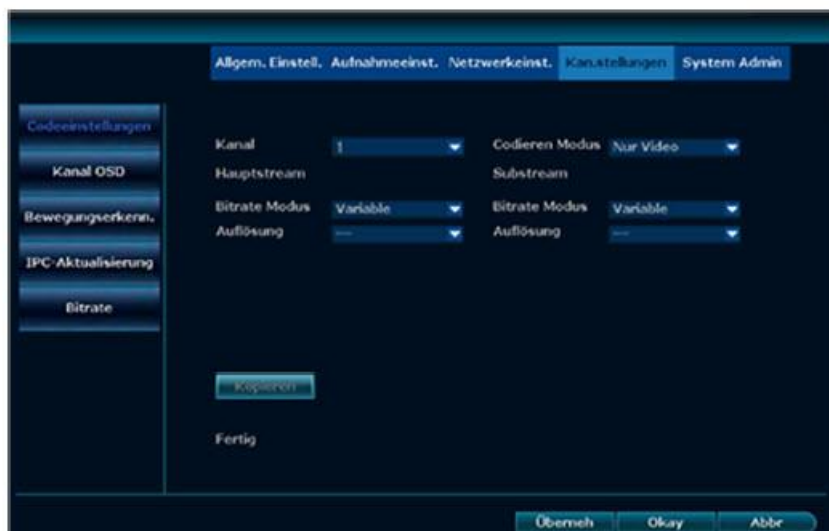 Allgem. Einstell. Aufnahmeeinst. Netzwerkeinst. Kan.stellungen System Admin
Codeeinstellungen
Kanal OSD
Bewegungserkenn.
IPC-Aktualisierung
Bitrate
Kanal 1 Codieren Modus Nur Video
Hauptstream Substream
Bitrate Modus Variable Bitrate Modus Variable
Auflösung --- Auflösung ---
Kopieren
Fertig
Überneh Okay Abbr